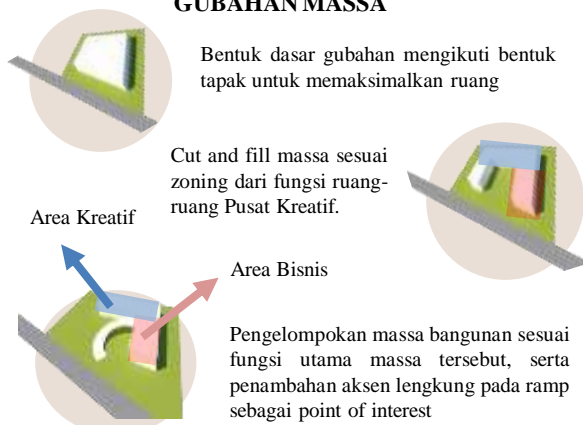 GUBAHAN MASSA
Bentuk dasar gubahan mengikuti bentuk
tapak untuk memaksimalkan ruang
Cut and fill massa sesuai
zoning dari fungsi ruang-
ruang Pusat Kreatif.
Area Kreatif
Area Bisnis
Pengelompokan massa bangunan sesuai
fungsi utama massa tersebut, serta
penambahan aksen lengkung pada ramp
sebagai point of interest